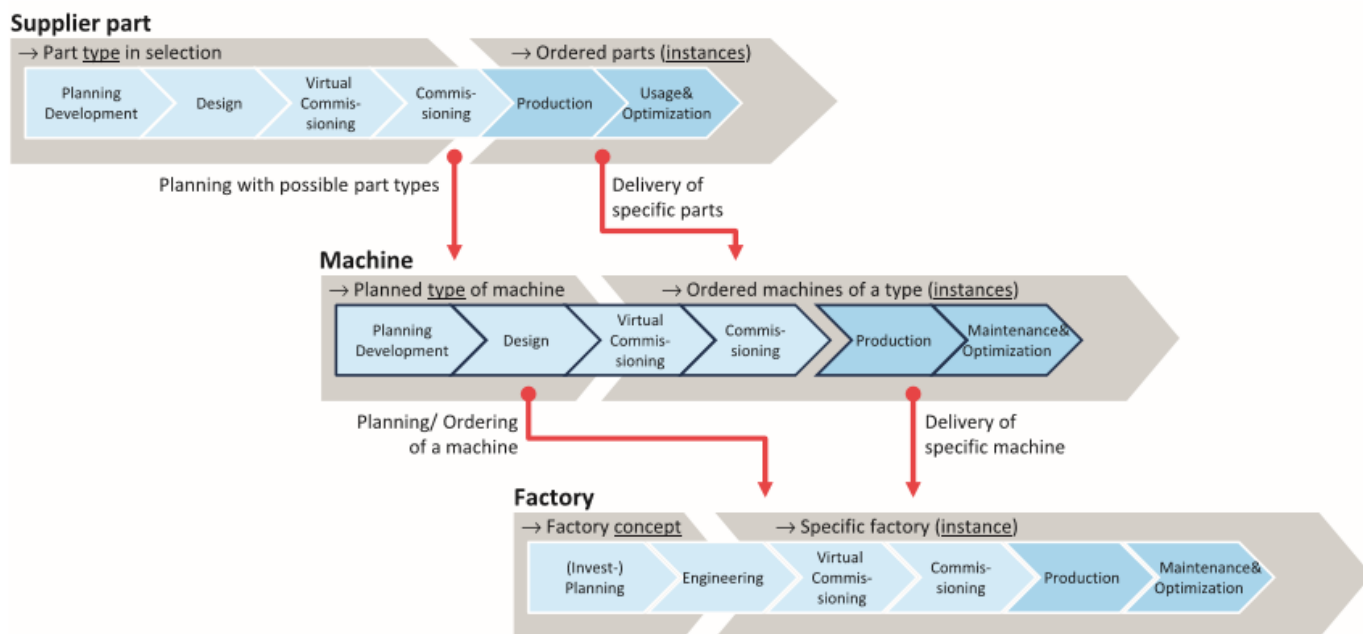 Supplier part
→ Part type in selection
→ Ordered parts (instances)
Planning
Development
Design
Virtual
Commis-
sioning
Commis-
sioning
Production
Usage&
Optimization
Planning with possible part types
Delivery of
specific parts
Machine
→ Planned type of machine
→ Ordered machines of a type (instances)
Planning
Development
Design
Virtual
Commis-
sioning
Commis-
sioning
Production
Maintenance&
Optimization
Planning/ Ordering
of a machine
Delivery of
specific machine
Factory
→ Factory concept
→ Specific factory (instance)
(Invest-)
Planning
Engineering
Virtual
Commis-
sioning
Commis-
sioning
Production
Maintenance&
Optimization